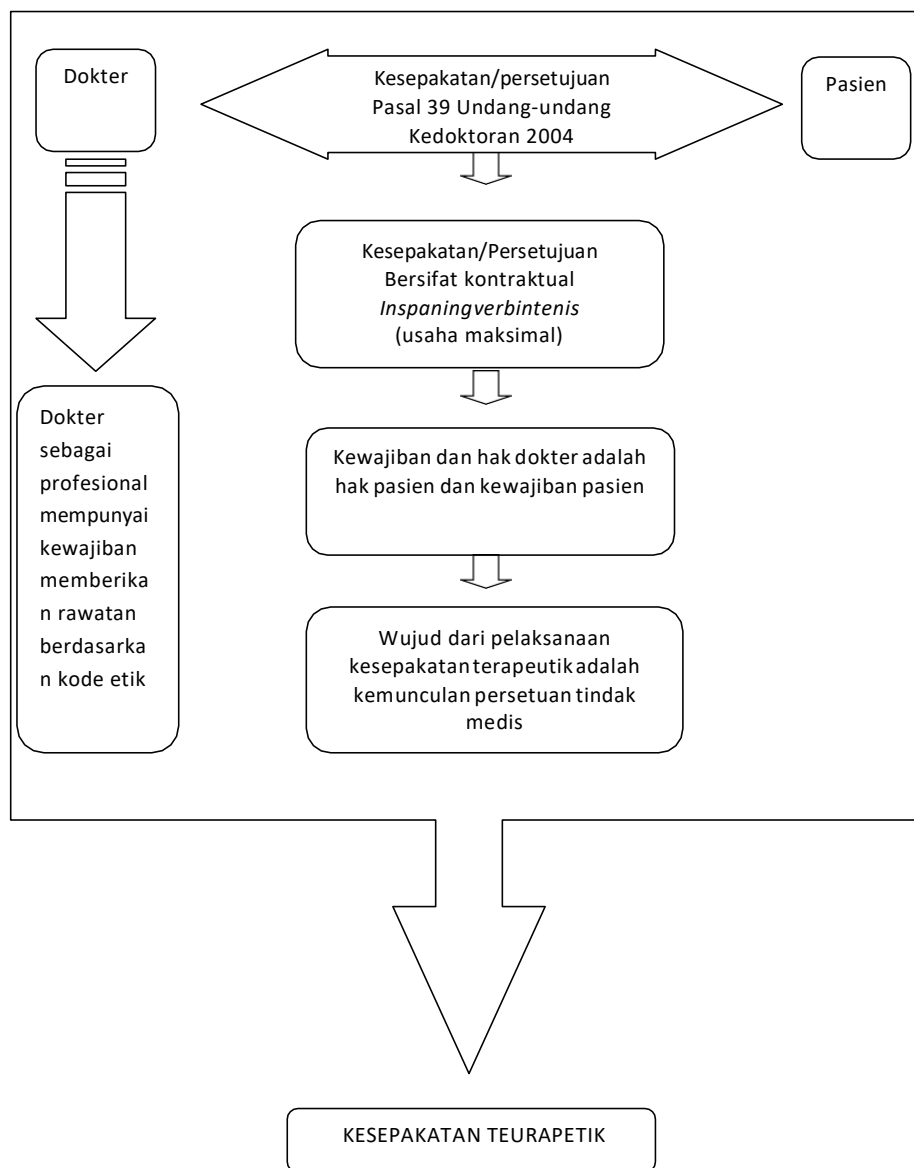 Dokter
Kesepakatan/persetujuan
Pasal 39 Undang-undang
Kedoktoran 2004
Pasien
Kesepakatan/Persetujuan
Bersifat kontraktual
Inspaningverbintenis
(usaha maksimal)
Dokter
sebagai
profesional
mempunyai
kewajiban
memberika
n rawatan
berdasarka
n kode etik
Kewajiban dan hak dokter adalah
hak pasien dan kewajiban pasien
Wujud dari pelaksanaan
kesepakatan terapeutik adalah
kemunculan persetuan tindak
medis
KESEPAKATAN TEURAPETIK